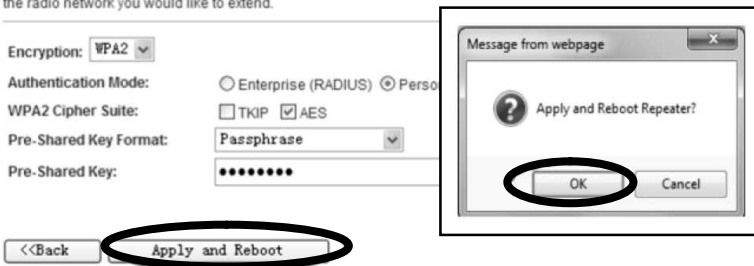 the radio network you would like to extend.
Encryption: WPA2
Authentication Mode: Enterprise (RADIUS) Perso
WPA2 Cipher Suite: TKIP AES
Pre-Shared Key Format: Passphrase
Pre-Shared Key: ●●●●●●●●
<<Back Apply and Reboot
Message from webpage
Apply and Reboot Repeater?
OK Cancel